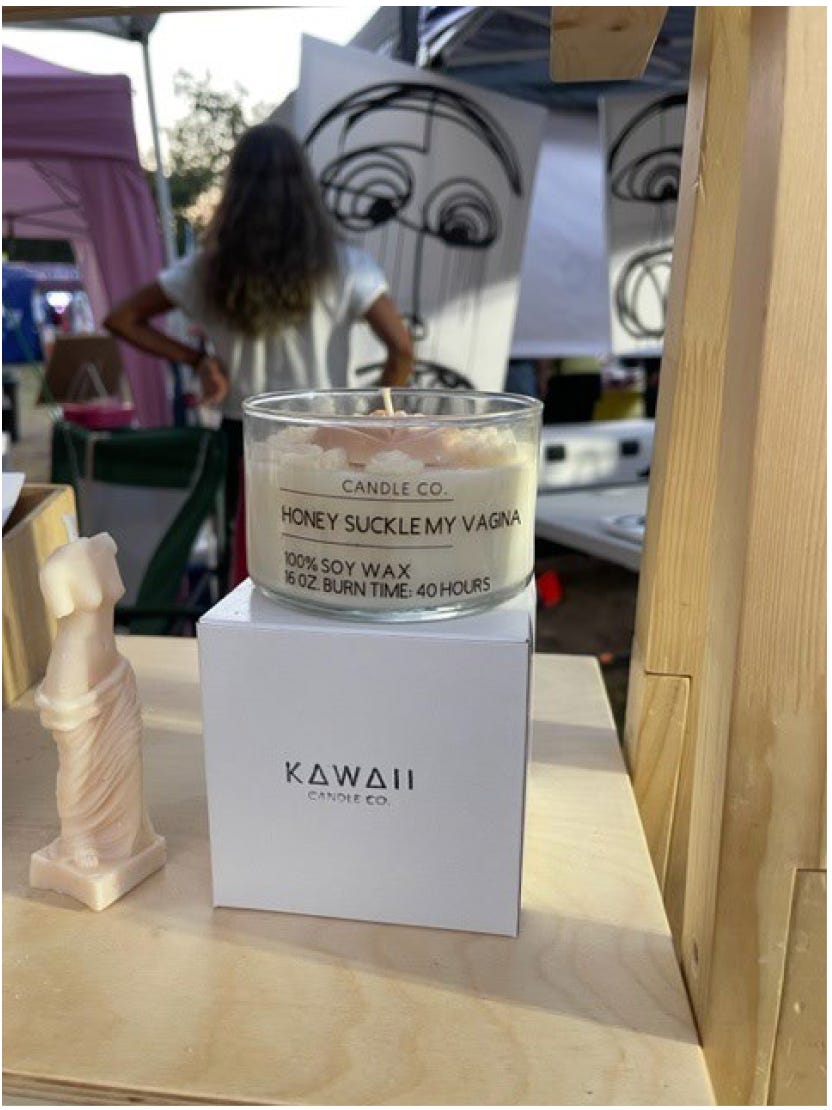 CANDLE CO.
HONEY SUCKLE MY VAGINA
100% SOY WAX
16 OZ. BURN TIME: 40 HOURS
KAWAII
CANDLE CO.